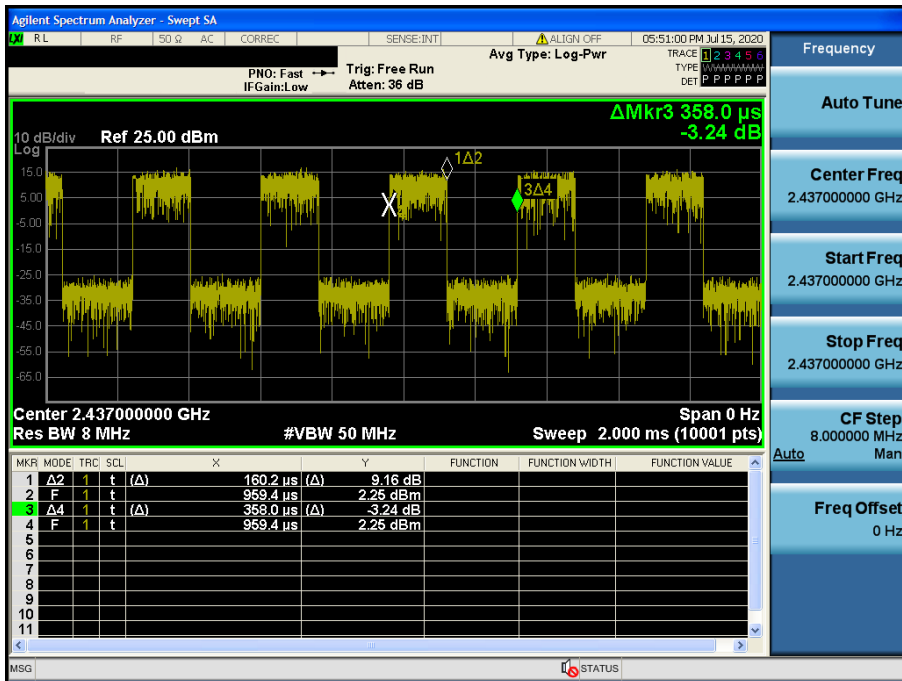 Agilent Spectrum Analyzer - Swept SA
LXI RL RF 50 Ω AC CORREC SENSE:INT ALIGN OFF 05:51:00 PM Jul 15, 2020
Avg Type: Log-Pwr TRACE 1 2 3 4 5 6
PNO: Fast Trig: Free Run TYPE WWWWWW
IFGain:Low Atten: 36 dB DET P P P P P P
Frequency
Auto Tune
Center Freq
2.437000000 GHz
Start Freq
2.437000000 GHz
Stop Freq
2.437000000 GHz
CF Step
8.000000 MHz
Auto Man
Freq Offset
0 Hz
ΔMkr3 358.0 µs
-3.24 dB
10 dB/div Ref 25.00 dBm
Log
15.0
5.00
-5.00
-15.0
-25.0
-35.0
-45.0
-55.0
-65.0
1Δ2
3Δ4
X
Center 2.437000000 GHz Span 0 Hz
Res BW 8 MHz #VBW 50 MHz Sweep 2.000 ms (10001 pts)
MKR MODE TRC SCL X Y FUNCTION FUNCTION WIDTH FUNCTION VALUE
1 Δ2 1 t (Δ) 160.2 µs (Δ) 9.16 dB
2 F 1 t 959.4 µs 2.25 dBm
3 Δ4 1 t (Δ) 358.0 µs (Δ) -3.24 dB
4 F 1 t 959.4 µs 2.25 dBm
5
6
7
8
9
10
11
MSG STATUS